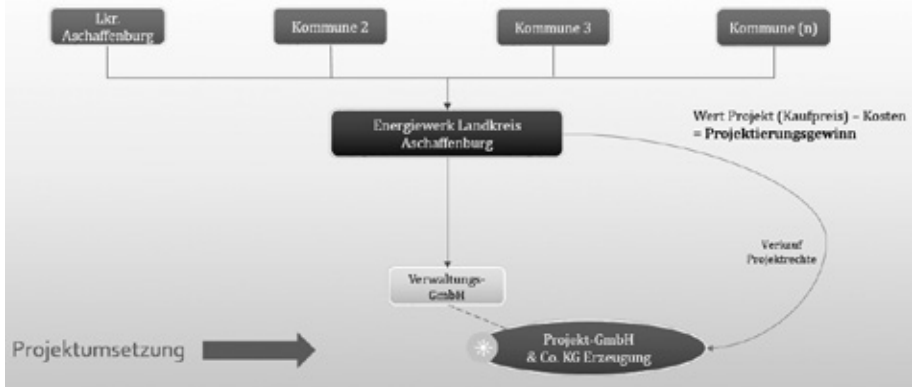 Lkr.
Aschaffenburg
Kommune 2
Kommune 3
Kommune (n)
Energiewerk Landkreis
Aschaffenburg
Wert Projekt (Kaufpreis) – Kosten
= Projektierungsgewinn
Verkauf
Projektrechte
Verwaltungs-
GmbH
Projekt-GmbH
& Co. KG Erzeugung
Projektumsetzung